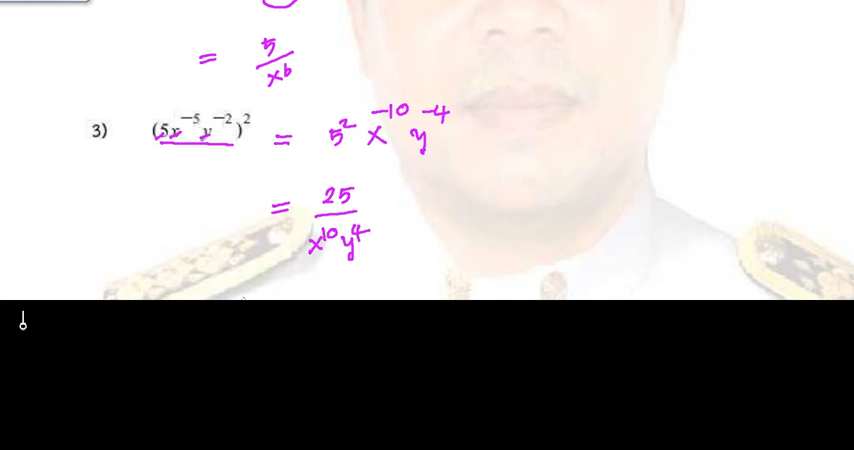 = 5/x⁶
3) (5x⁻⁵y⁻²)² = 5² x⁻¹⁰ y⁻⁴
= 25/x¹⁰y⁴